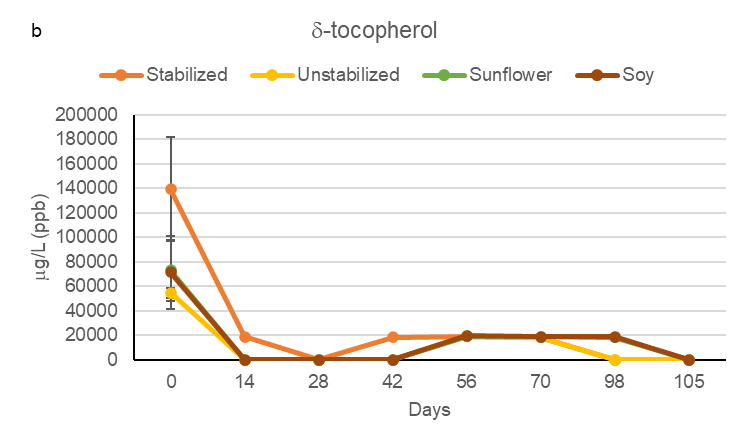 b
δ-tocopherol
Stabilized Unstabilized Sunflower Soy
200000
180000
160000
140000
120000
100000
80000
60000
40000
20000
0
µg/L (ppb)
0 14 28 42 56 70 98 105
Days